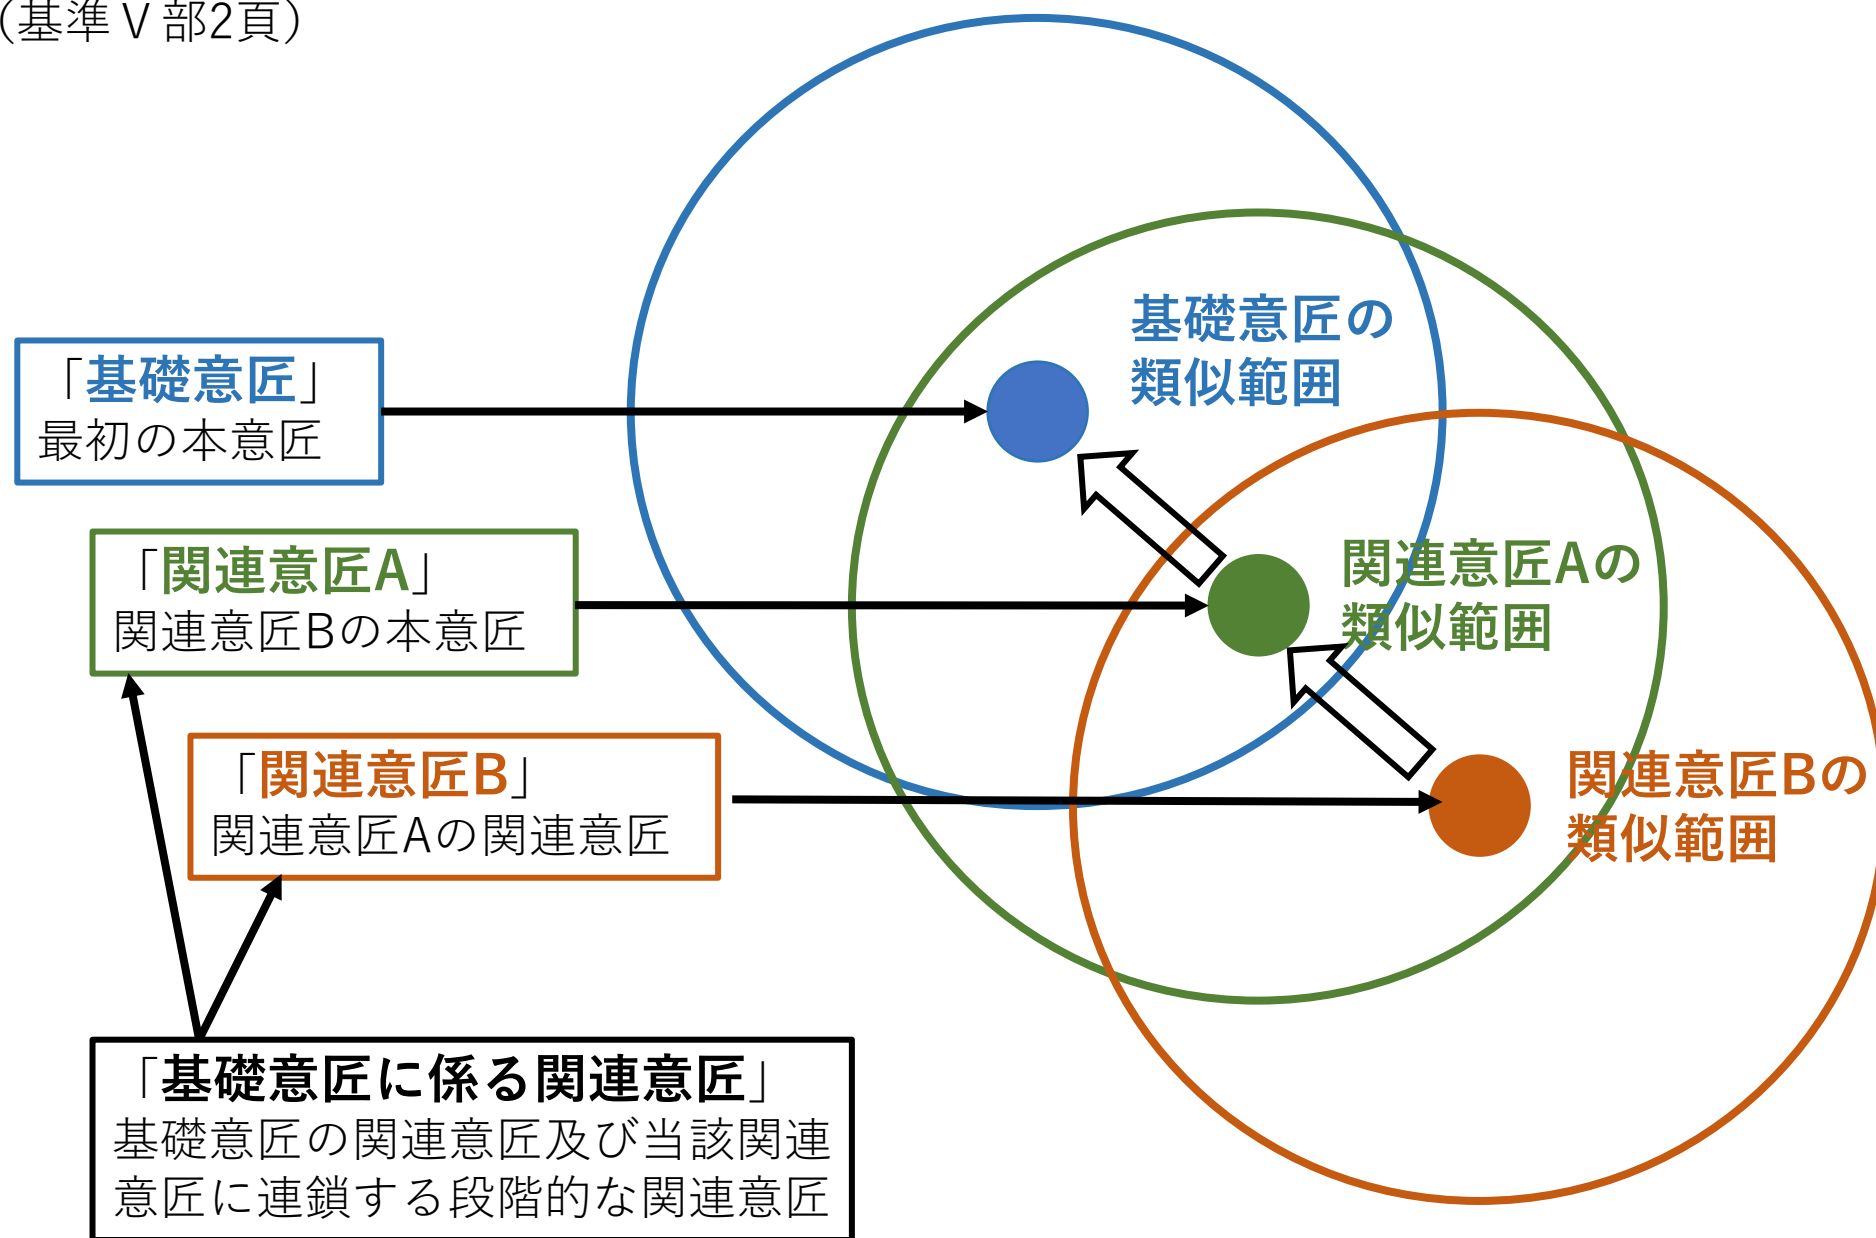 （基準Ⅴ部2頁）
基礎意匠の
類似範囲
「基礎意匠」
最初の本意匠
「関連意匠A」
関連意匠Bの本意匠
関連意匠Aの
類似範囲
「関連意匠B」
関連意匠Aの関連意匠
関連意匠Bの
類似範囲
「基礎意匠に係る関連意匠」
基礎意匠の関連意匠及び当該関連
意匠に連鎖する段階的な関連意匠